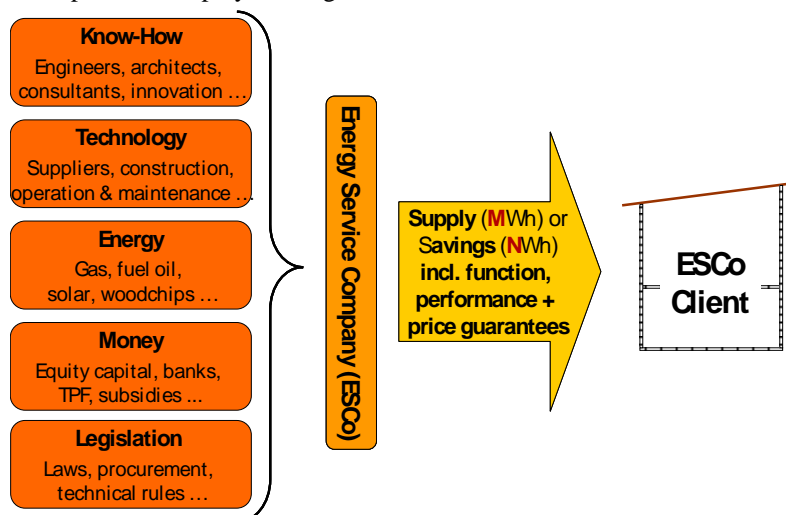 Know-How
Engineers, architects,
consultants, innovation …
Technology
Suppliers, construction,
operation & maintenance …
Energy
Gas, fuel oil,
solar, woodchips …
Money
Equity capital, banks,
TPF, subsidies ...
Legislation
Laws, procurement,
technical rules …
Energy Service Company (ESCo)
Supply (MWh) or
Savings (NWh)
incl. function,
performance +
price guarantees
ESCo
Client